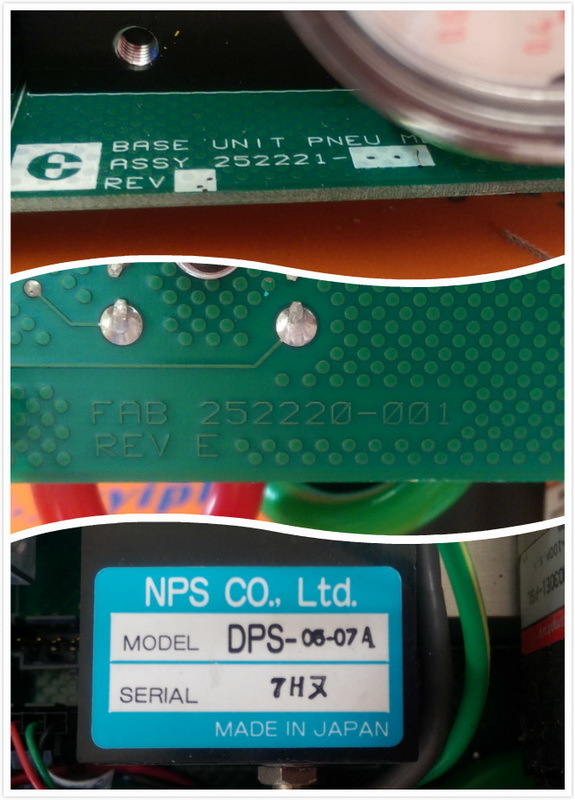 BASE UNIT PNEU M
ASSY 252221-
REV
FAB 252220-001
REV E
NPS CO., Ltd.
MODEL DPS-06-07A
SERIAL 7H又
MADE IN JAPAN